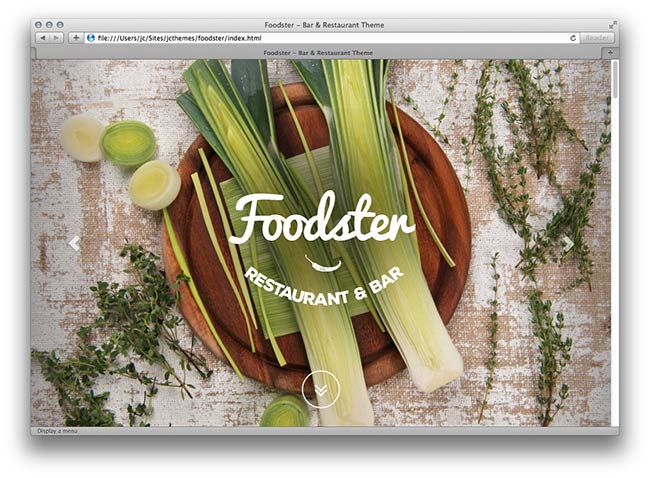 Foodster – Bar & Restaurant Theme
file:///Users/jc/Sites/jcthemes/foodster/index.html
Reader
Foodster – Bar & Restaurant Theme
Foodster
RESTAURANT & BAR
Display a menu